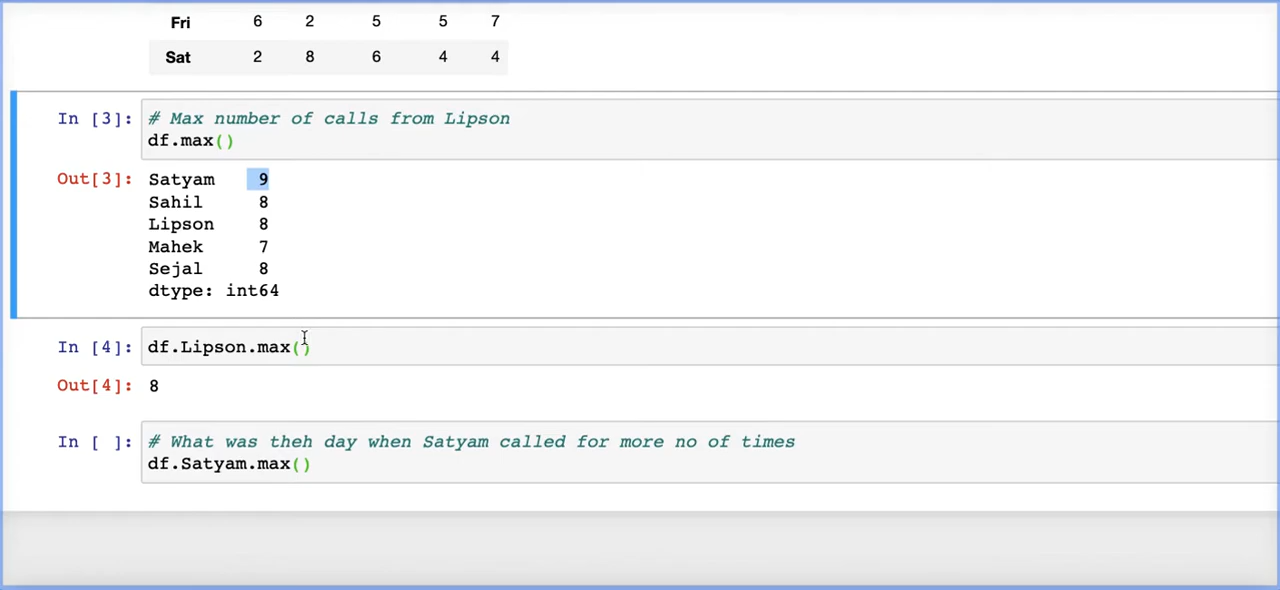 Fri 6 2 5 5 7
Sat 2 8 6 4 4
In [3]: # Max number of calls from Lipson
df.max()
Out[3]: Satyam 9
Sahil 8
Lipson 8
Mahek 7
Sejal 8
dtype: int64
In [4]: df.Lipson.max()
Out[4]: 8
In [ ]: # What was theh day when Satyam called for more no of times
df.Satyam.max()